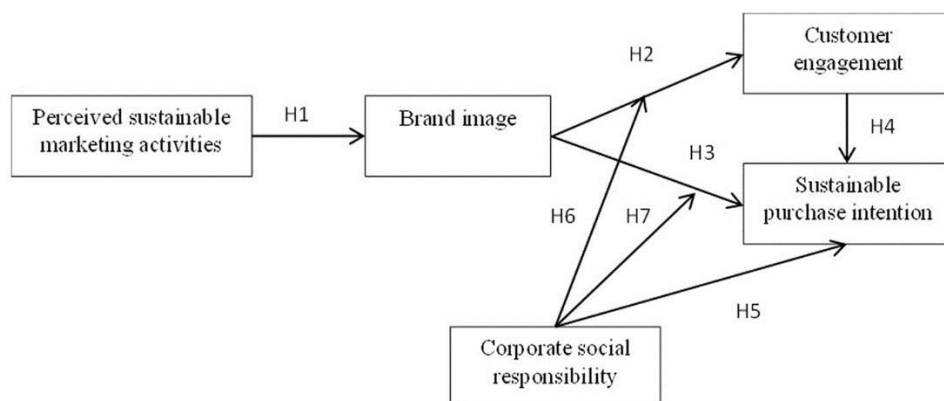 Perceived sustainable
marketing activities
H1
Brand image
H2
Customer
engagement
H3
H4
Sustainable
purchase intention
H6
H7
H5
Corporate social
responsibility